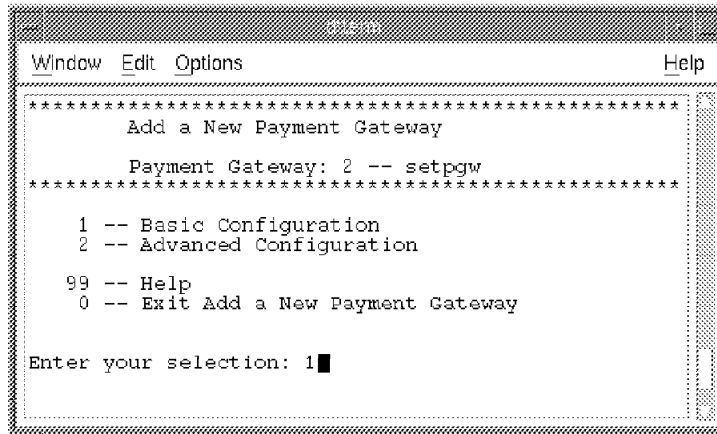 dtterm
Window Edit Options Help
****************************************************
Add a New Payment Gateway
Payment Gateway: 2 -- setpgw
****************************************************
1 -- Basic Configuration
2 -- Advanced Configuration
99 -- Help
0 -- Exit Add a New Payment Gateway
Enter your selection: 1